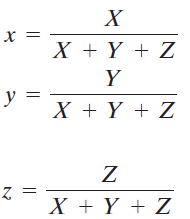 x = X / (X + Y + Z)
y = Y / (X + Y + Z)
z = Z / (X + Y + Z)